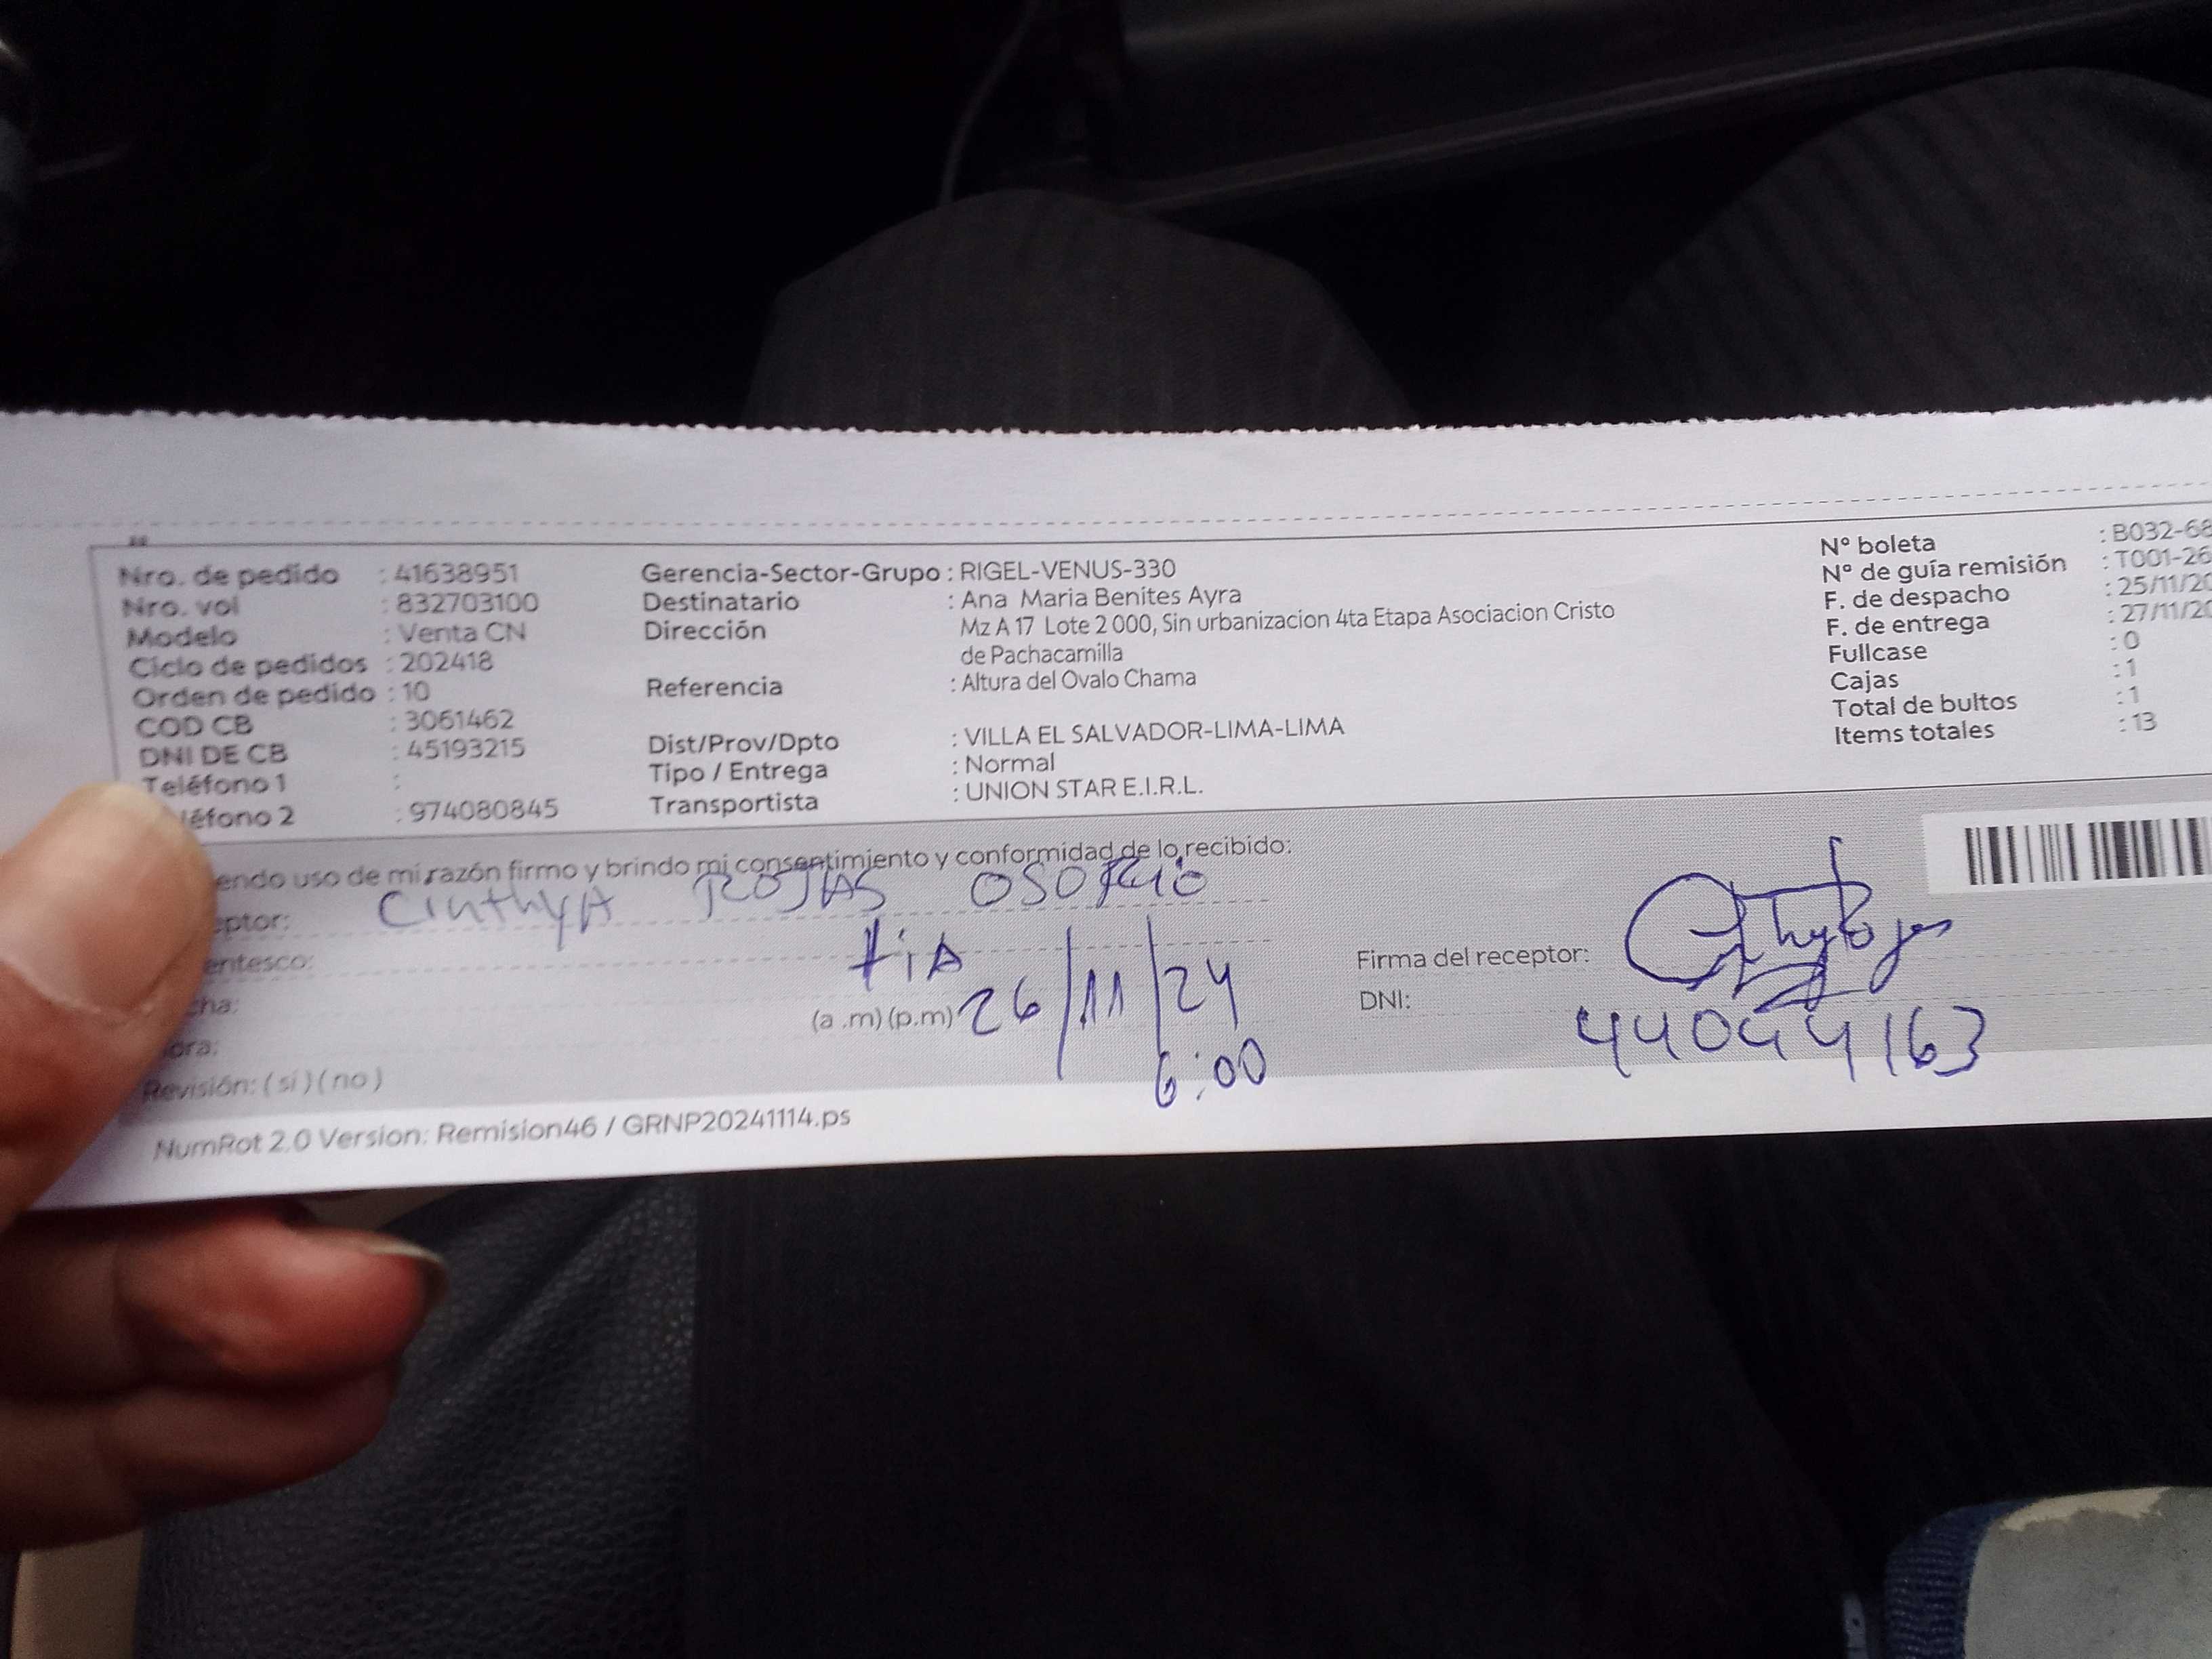 Nro. de pedido : 41638951
Nro. vol : 832703100
Modelo : Venta CN
Ciclo de pedidos : 202418
Orden de pedido : 10
COD CB : 3061462
DNI DE CB : 45193215
Teléfono 1 :
léfono 2 : 974080845
Gerencia-Sector-Grupo : RIGEL-VENUS-330
Destinatario : Ana Maria Benites Ayra
Dirección Mz A 17 Lote 2 000, Sin urbanizacion 4ta Etapa Asociacion Cristo
de Pachacamilla
Referencia : Altura del Ovalo Chama
Dist/Prov/Dpto : VILLA EL SALVADOR-LIMA-LIMA
Tipo / Entrega : Normal
Transportista : UNION STAR E.I.R.L.
Nº boleta : B032-68
Nº de guía remisión : T001-26
F. de despacho : 25/11/20
F. de entrega : 27/11/20
Fullcase : 0
Cajas : 1
Total de bultos : 1
Items totales : 13
endo uso de mi razón firmo y brindo mi consentimiento y conformidad de lo recibido:
eptor: CinthyA ROJAS OSORIO
entesco: tiA
cha: 26/11/24
ora: (a .m) (p.m) 6:00
Revisión: ( sí ) ( no )
Firma del receptor:
DNI: 44044163
NumRot 2.0 Version: Remision46 / GRNP20241114.ps